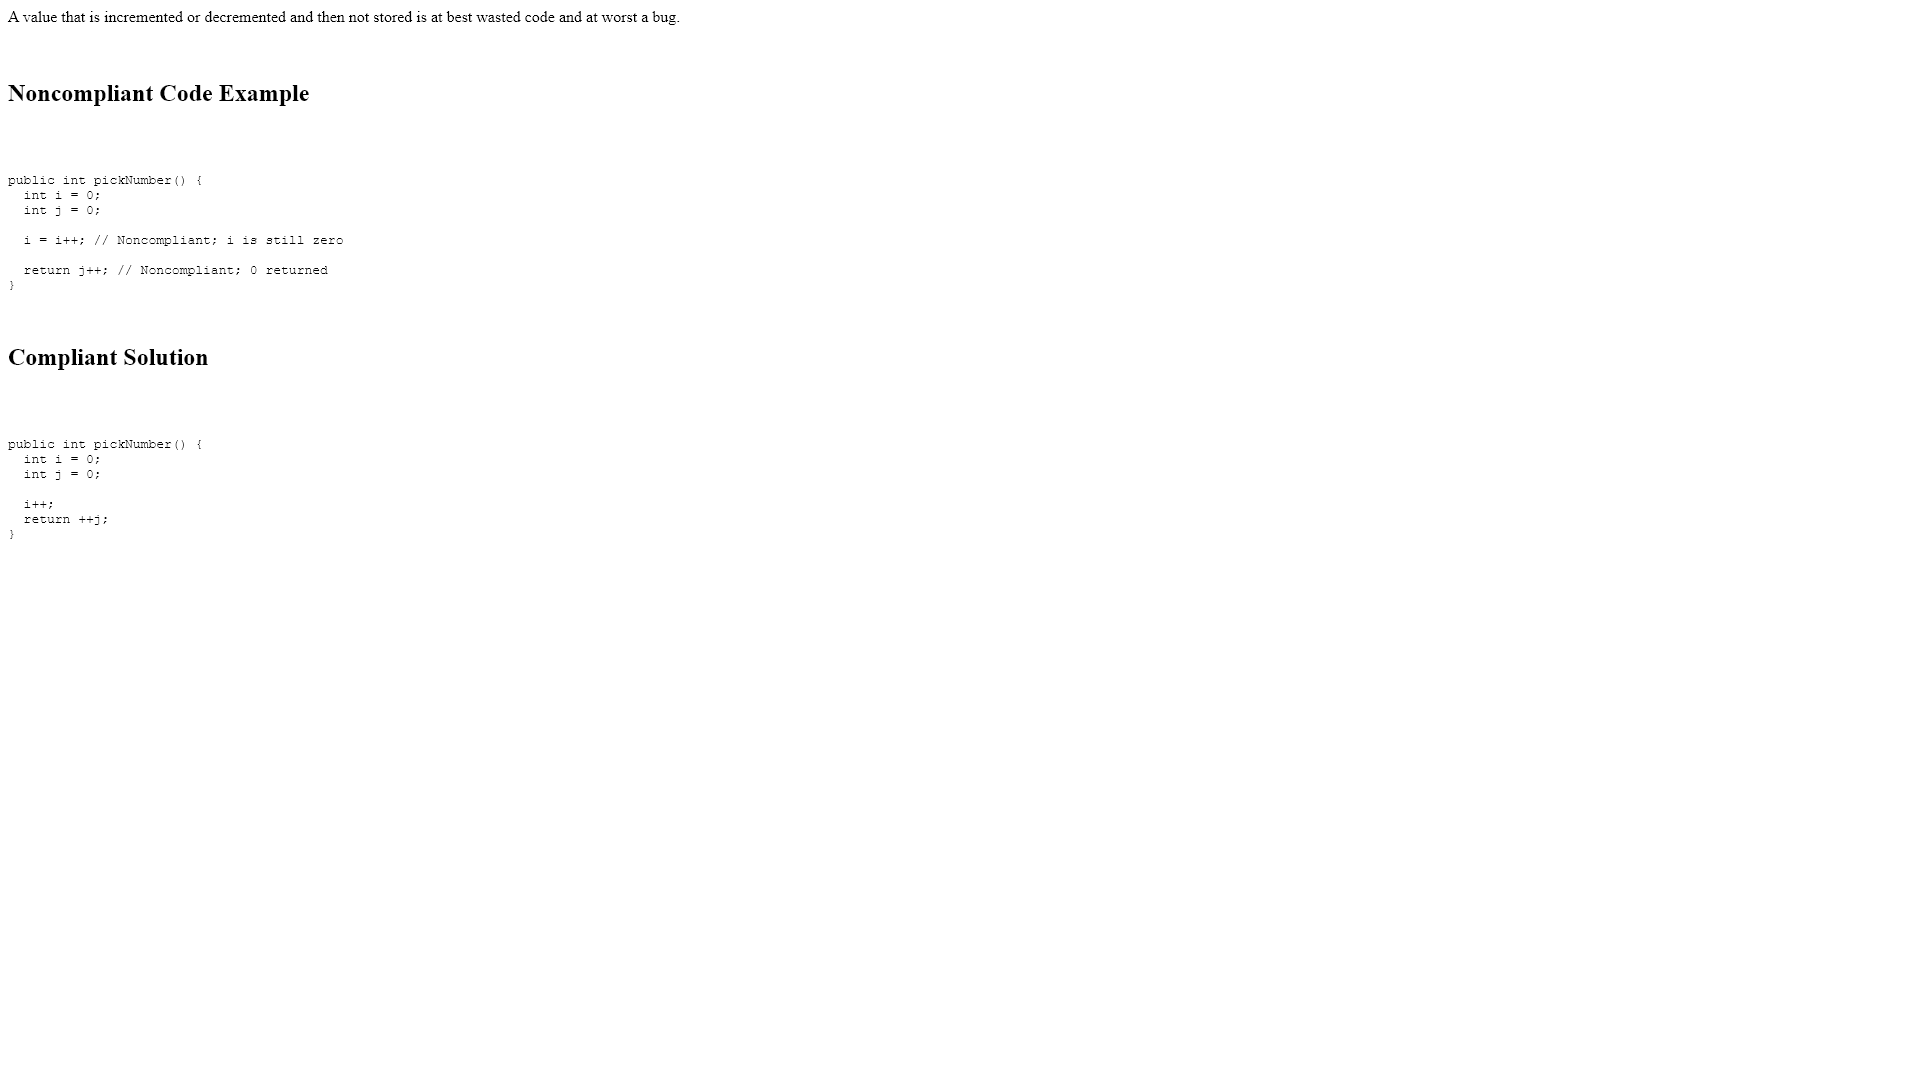 A value that is incremented or decremented and then not stored is at best wasted code and at worst a bug.
Noncompliant Code Example
public int pickNumber() {
  int i = 0;
  int j = 0;
  i = i++; // Noncompliant; i is still zero
  return j++; // Noncompliant; 0 returned
}
Compliant Solution
public int pickNumber() {
  int i = 0;
  int j = 0;
  i++;
  return ++j;
}